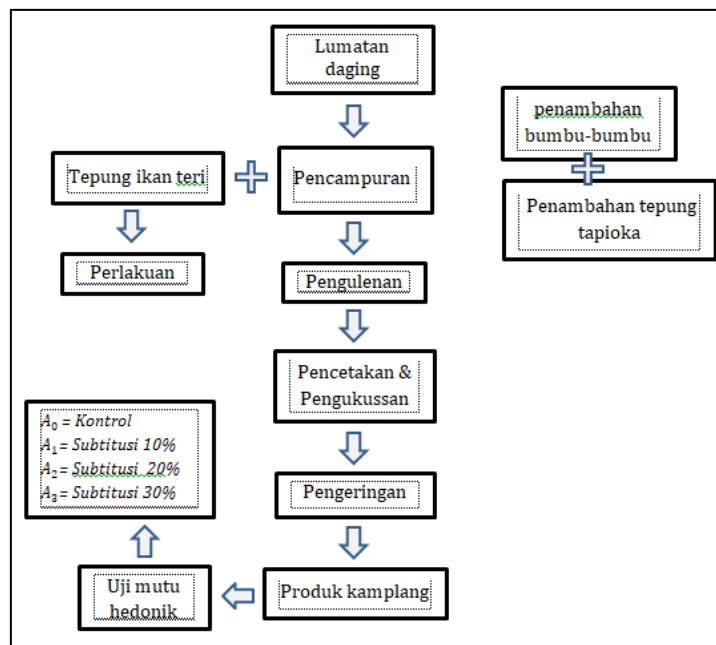 Lumatan
daging
penambahan
bumbu-bumbu
Tepung ikan teri
Pencampuran
Penambahan tepung
tapioka
Perlakuan
Pengulenan
Pencetakan &
Pengukussan
A₀ = Kontrol
A₁= Subtitusi 10%
A₂= Subtitusi 20%
A₃= Subtitusi 30%
Pengeringan
Uji mutu
hedonik
Produk kamplang